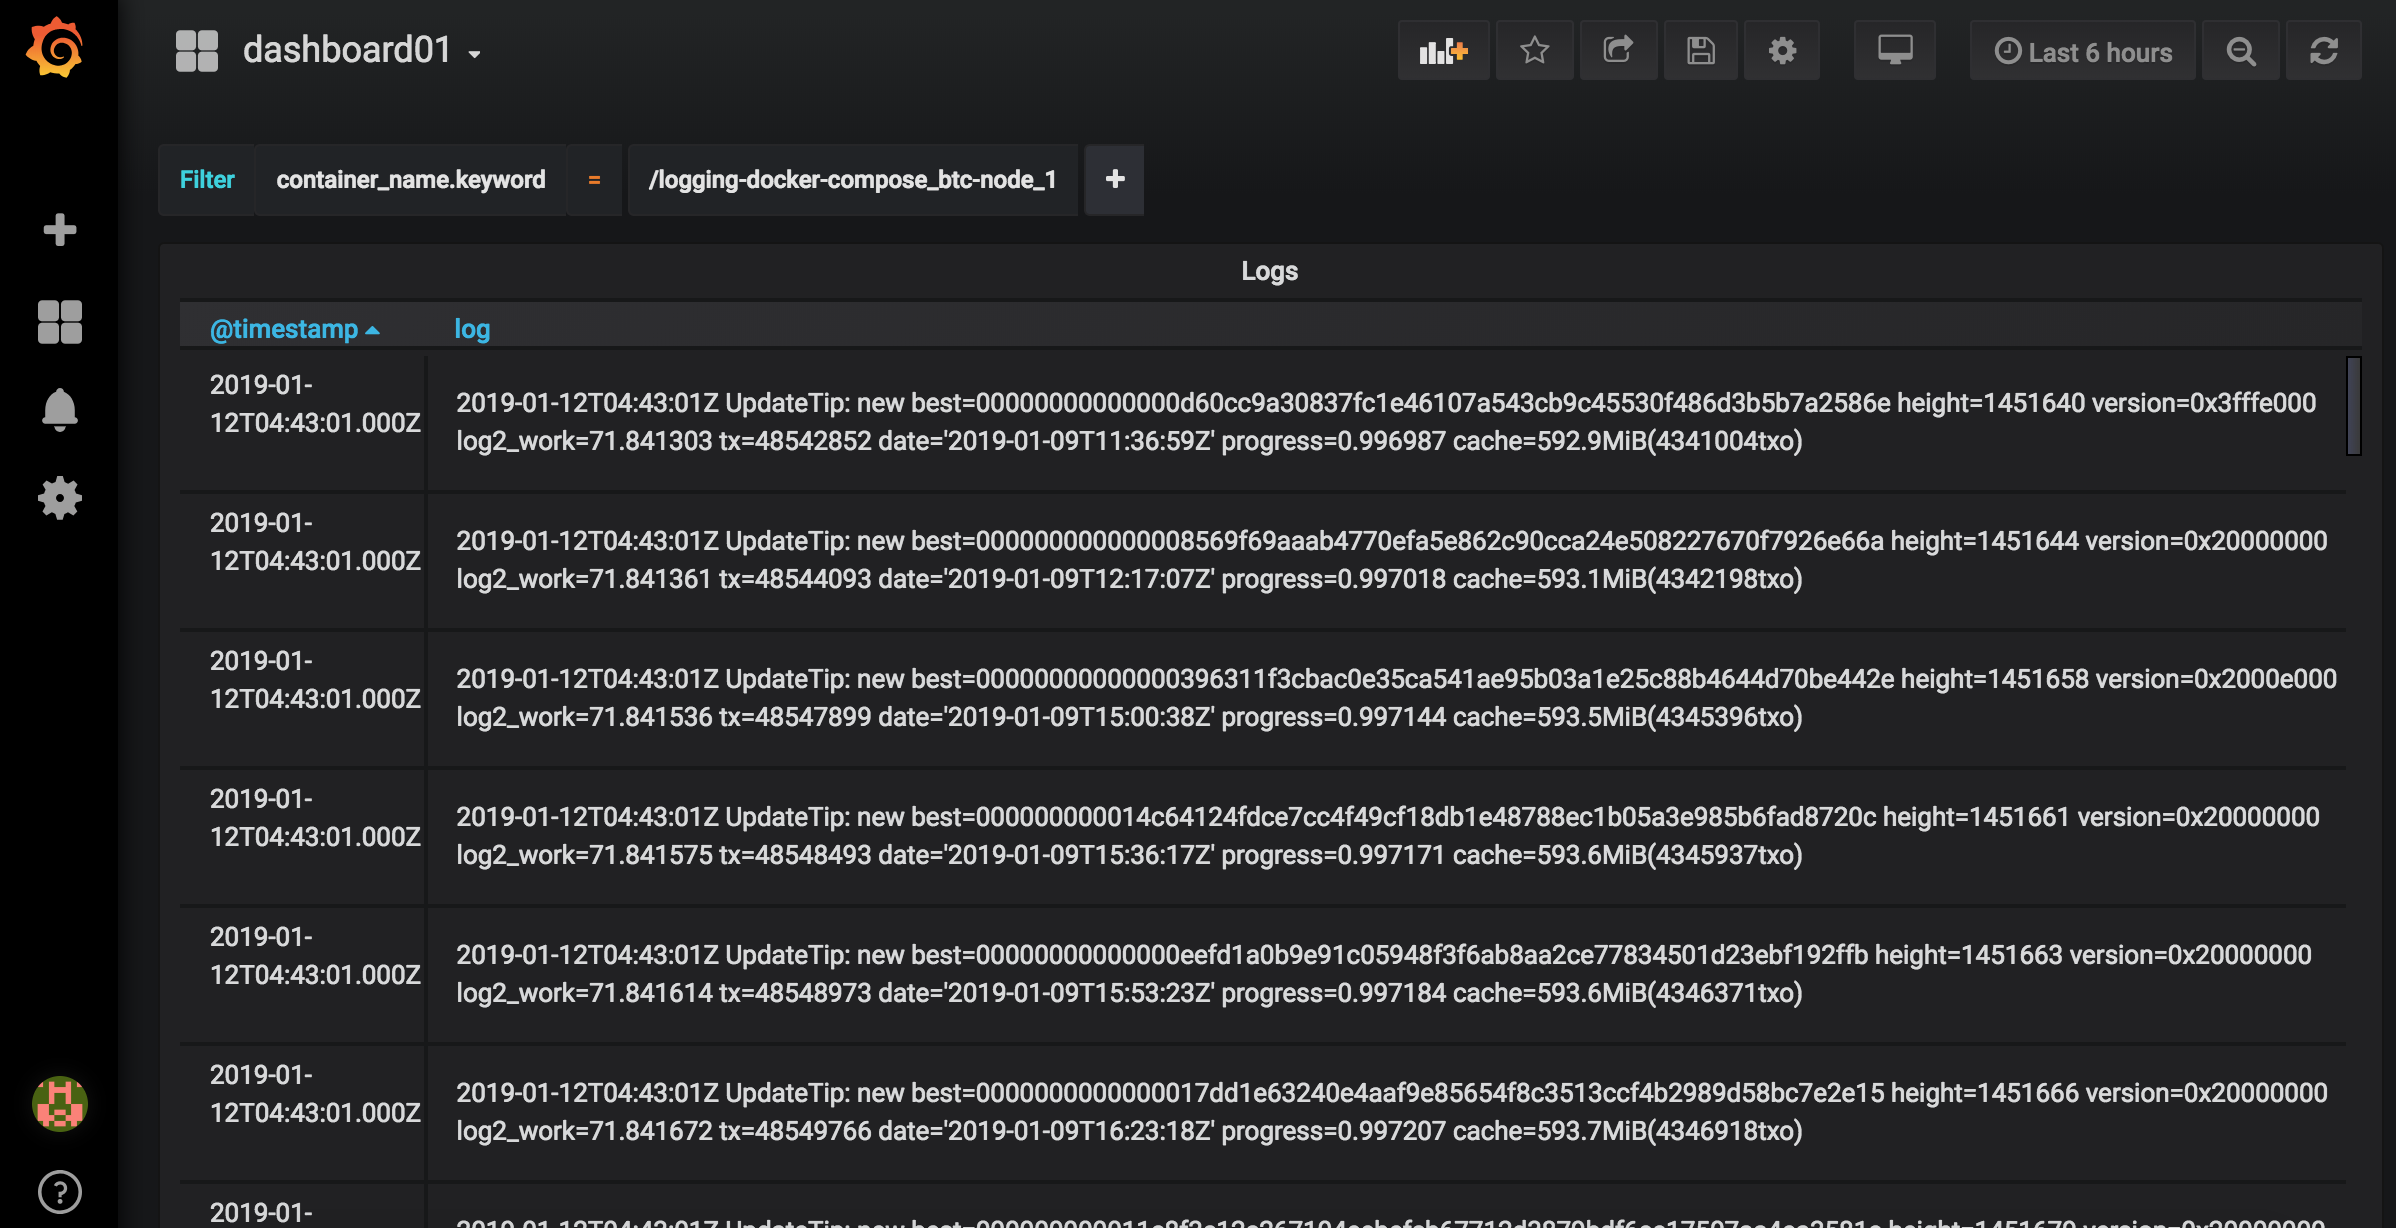 dashboard01
Last 6 hours
Filter container_name.keyword = /logging-docker-compose_btc-node_1
Logs
@timestamp log
2019-01-
12T04:43:01.000Z
2019-01-12T04:43:01Z UpdateTip: new best=00000000000000d60cc9a30837fc1e46107a543cb9c45530f486d3b5b7a2586e height=1451640 version=0x3fffe000
log2_work=71.841303 tx=48542852 date='2019-01-09T11:36:59Z' progress=0.996987 cache=592.9MiB(4341004txo)
2019-01-
12T04:43:01.000Z
2019-01-12T04:43:01Z UpdateTip: new best=000000000000008569f69aaab4770efa5e862c90cca24e508227670f7926e66a height=1451644 version=0x20000000
log2_work=71.841361 tx=48544093 date='2019-01-09T12:17:07Z' progress=0.997018 cache=593.1MiB(4342198txo)
2019-01-
12T04:43:01.000Z
2019-01-12T04:43:01Z UpdateTip: new best=00000000000000396311f3cbac0e35ca541ae95b03a1e25c88b4644d70be442e height=1451658 version=0x2000e000
log2_work=71.841536 tx=48547899 date='2019-01-09T15:00:38Z' progress=0.997144 cache=593.5MiB(4345396txo)
2019-01-
12T04:43:01.000Z
2019-01-12T04:43:01Z UpdateTip: new best=000000000014c64124fdce7cc4f49cf18db1e48788ec1b05a3e985b6fad8720c height=1451661 version=0x20000000
log2_work=71.841575 tx=48548493 date='2019-01-09T15:36:17Z' progress=0.997171 cache=593.6MiB(4345937txo)
2019-01-
12T04:43:01.000Z
2019-01-12T04:43:01Z UpdateTip: new best=00000000000000eefd1a0b9e91c05948f3f6ab8aa2ce77834501d23ebf192ffb height=1451663 version=0x20000000
log2_work=71.841614 tx=48548973 date='2019-01-09T15:53:23Z' progress=0.997184 cache=593.6MiB(4346371txo)
2019-01-
12T04:43:01.000Z
2019-01-12T04:43:01Z UpdateTip: new best=0000000000000017dd1e63240e4aaf9e85654f8c3513ccf4b2989d58bc7e2e15 height=1451666 version=0x20000000
log2_work=71.841672 tx=48549766 date='2019-01-09T16:23:18Z' progress=0.997207 cache=593.7MiB(4346918txo)
2019-01-
2019-01-12T04:43:01Z UpdateTip: new